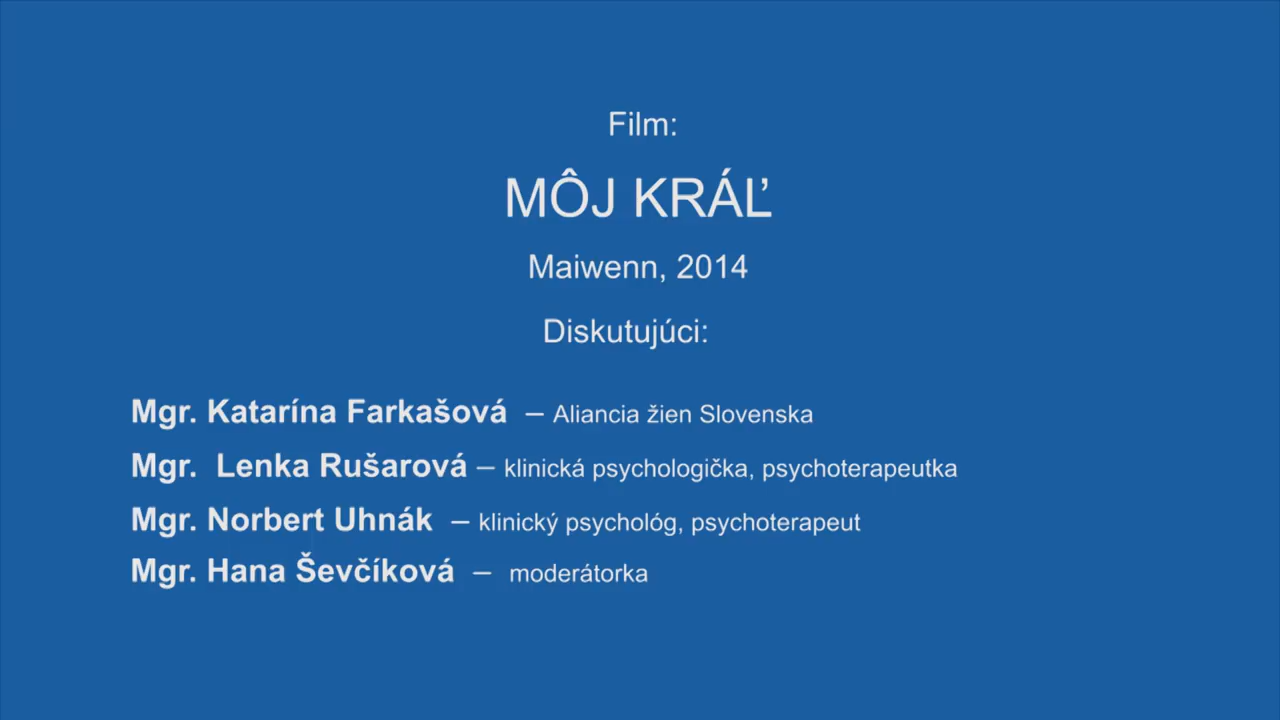 Film:
MÔJ KRÁĽ
Maiwenn, 2014
Diskutujúci:
Mgr. Katarína Farkašová – Aliancia žien Slovenska
Mgr. Lenka Rušarová – klinická psychologička, psychoterapeutka
Mgr. Norbert Uhnák – klinický psychológ, psychoterapeut
Mgr. Hana Ševčíková – moderátorka